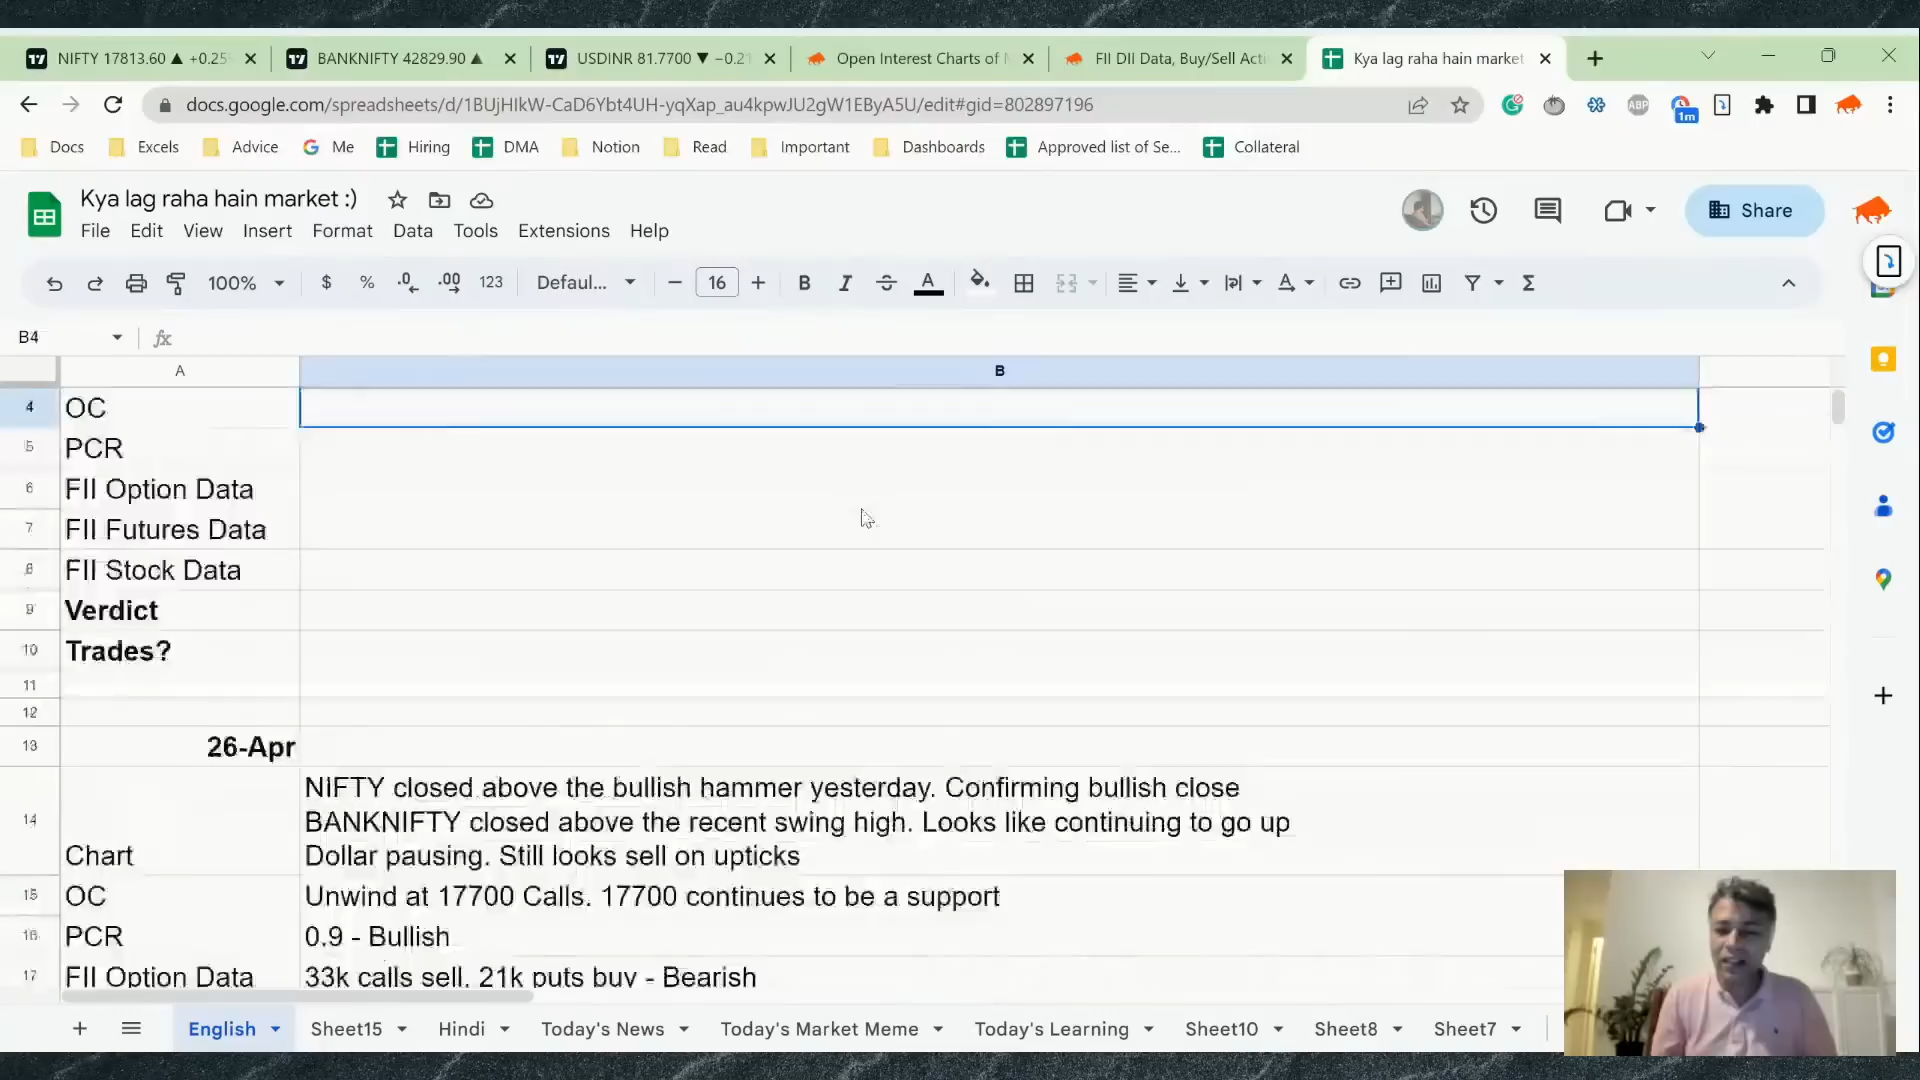 NIFTY 17813.60 ▲ +0.25%
BANKNIFTY 42829.90 ▲
USDINR 81.7700 ▼ −0.21
Open Interest Charts of N
FII DII Data, Buy/Sell Acti
Kya lag raha hain market
docs.google.com/spreadsheets/d/1BUjHIkW-CaD6Ybt4UH-yqXap_au4kpwJU2gW1EByA5U/edit#gid=802897196
ABP
1m
Docs
Excels
Advice
Me
Hiring
DMA
Notion
Read
Important
Dashboards
Approved list of Se...
Collateral
Kya lag raha hain market :)
File Edit View Insert Format Data Tools Extensions Help
Share
100%
$ % .0 .00 123
Defaul...
16
B I A
B4
fx
A B
4 OC
5 PCR
6 FII Option Data
7 FII Futures Data
8 FII Stock Data
9 Verdict
10 Trades?
11
12
13 26-Apr
NIFTY closed above the bullish hammer yesterday. Confirming bullish close
14 BANKNIFTY closed above the recent swing high. Looks like continuing to go up
Chart Dollar pausing. Still looks sell on upticks
15 OC Unwind at 17700 Calls. 17700 continues to be a support
16 PCR 0.9 - Bullish
17 FII Option Data 33k calls sell. 21k puts buy - Bearish
English Sheet15 Hindi Today's News Today's Market Meme Today's Learning Sheet10 Sheet8 Sheet7